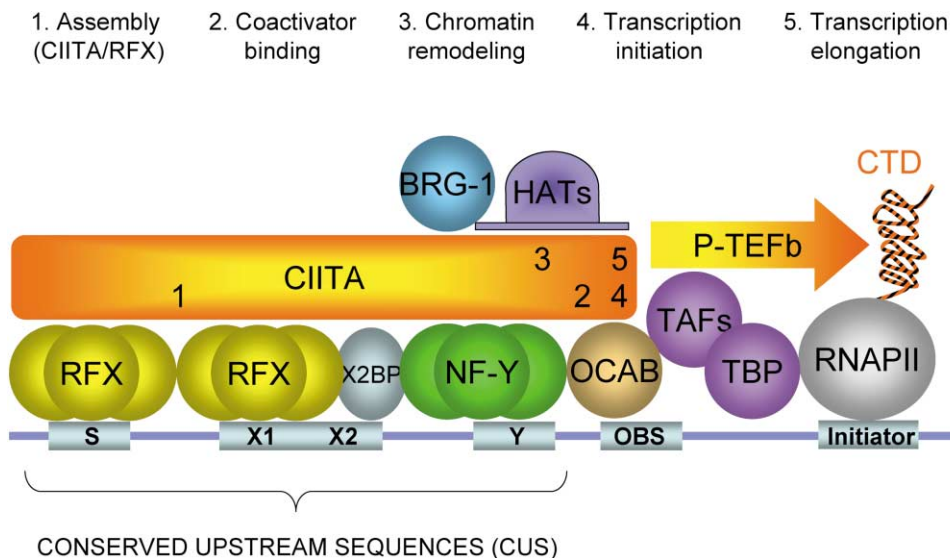 1. Assembly
(CIITA/RFX)
2. Coactivator
binding
3. Chromatin
remodeling
4. Transcription
initiation
5. Transcription
elongation
CTD
BRG-1
HATs
P-TEFb
CIITA
1
3
5
2
4
TAFs
TBP
RFX
RFX
X2BP
NF-Y
OCAB
RNAPII
S
X1
X2
Y
OBS
Initiator
CONSERVED UPSTREAM SEQUENCES (CUS)